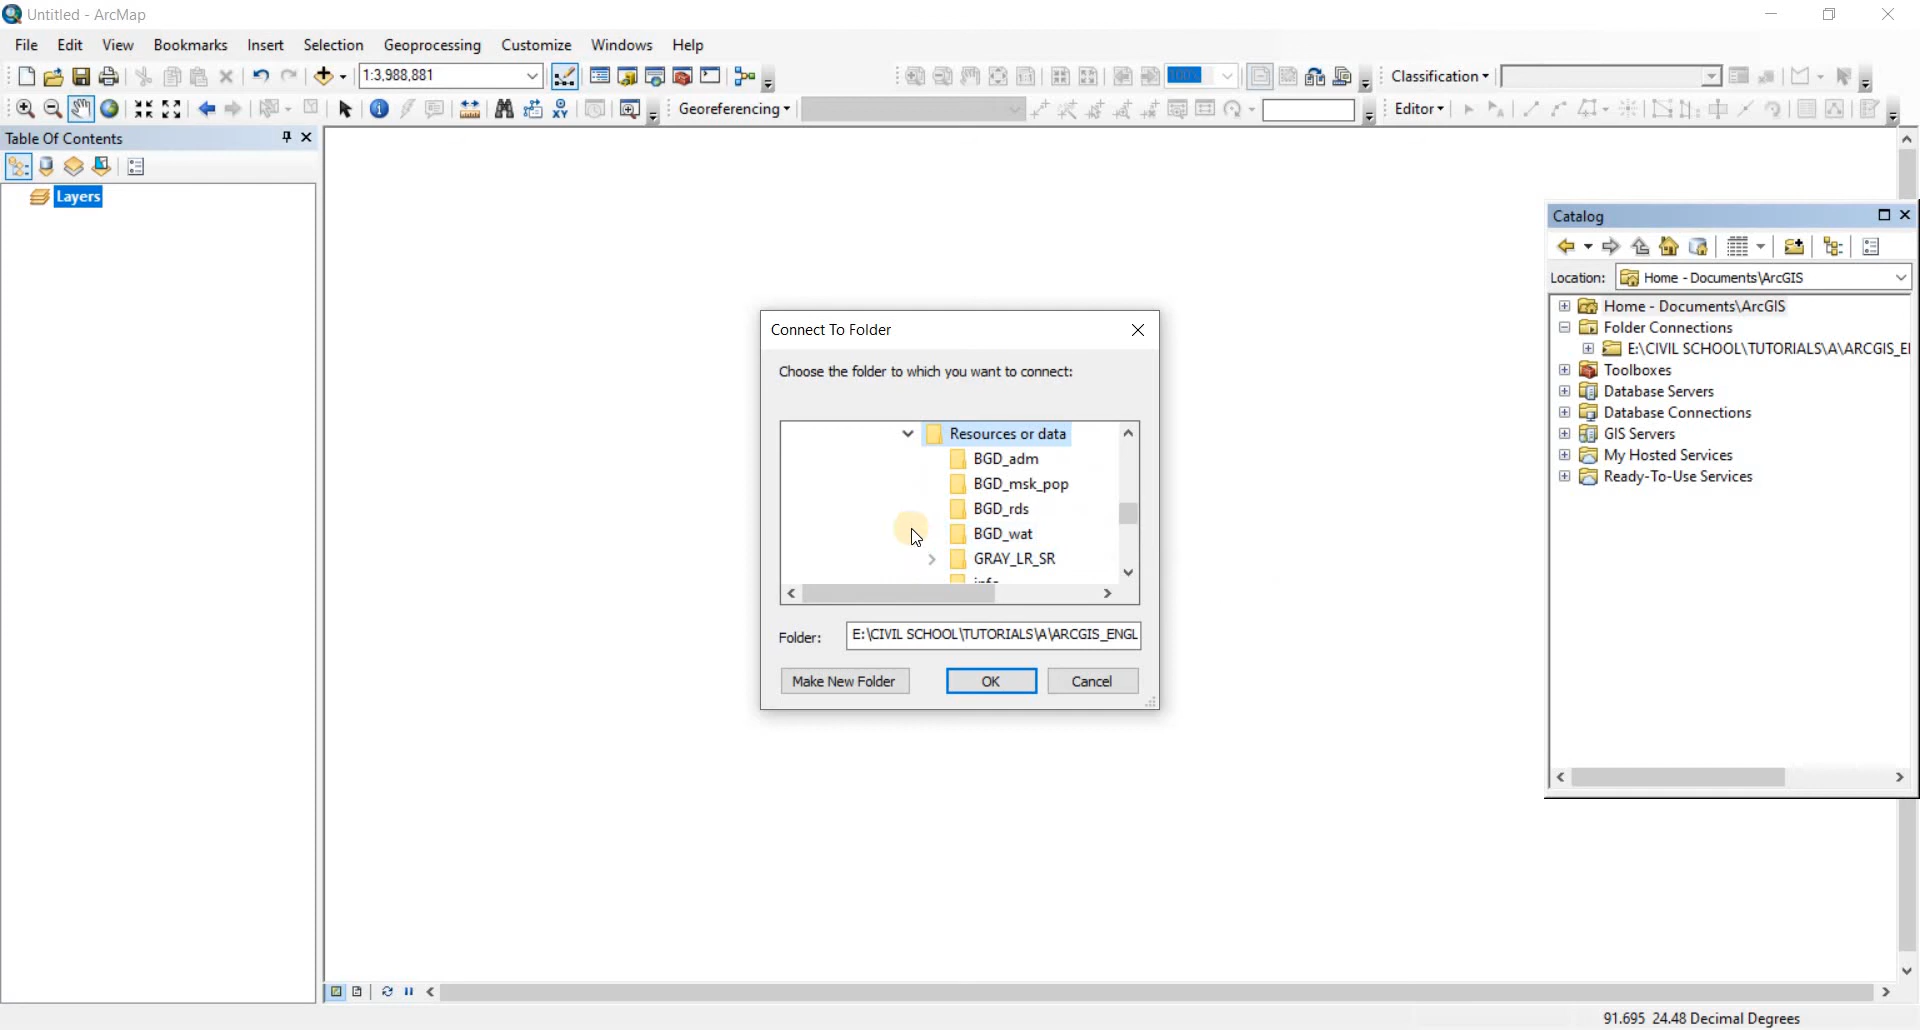 Untitled - ArcMap
File Edit View Bookmarks Insert Selection Geoprocessing Customize Windows Help
1:3,988,881 100% Classification
Georeferencing Editor
Table Of Contents
Layers
Catalog
Location: Home - Documents\ArcGIS
Home - Documents\ArcGIS
Folder Connections
E:\CIVIL SCHOOL\TUTORIALS\A\ARCGIS_E
Toolboxes
Database Servers
Database Connections
GIS Servers
My Hosted Services
Ready-To-Use Services
Connect To Folder
Choose the folder to which you want to connect:
Resources or data
BGD_adm
BGD_msk_pop
BGD_rds
BGD_wat
GRAY_LR_SR
Folder: E:\CIVIL SCHOOL\TUTORIALS\A\ARCGIS_ENGL
Make New Folder OK Cancel
91.695 24.48 Decimal Degrees